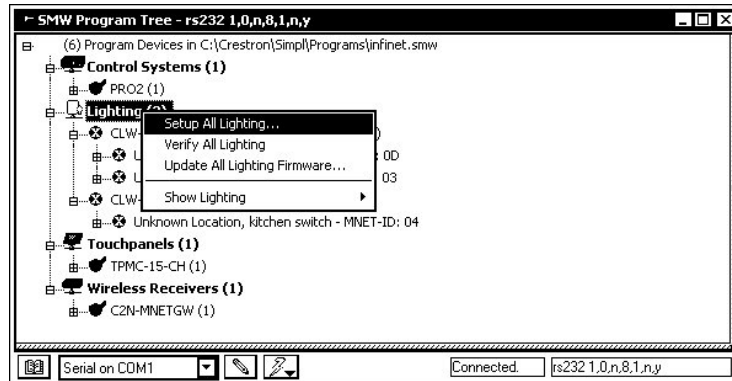 SMW Program Tree - rs232 1,0,n,8,1,n,y
(6) Program Devices in C:\Crestron\Simpl\Programs\infinet.smw
Control Systems (1)
PRO2 (1)
Lighting
Setup All Lighting...
CLW-
Verify All Lighting
: 0D
Update All Lighting Firmware...
03
CLW-
Show Lighting
Unknown Location, kitchen switch - MNET-ID: 04
Touchpanels (1)
TPMC-15-CH (1)
Wireless Receivers (1)
C2N-MNETGW (1)
Serial on COM1
Connected.
rs232 1,0,n,8,1,n,y